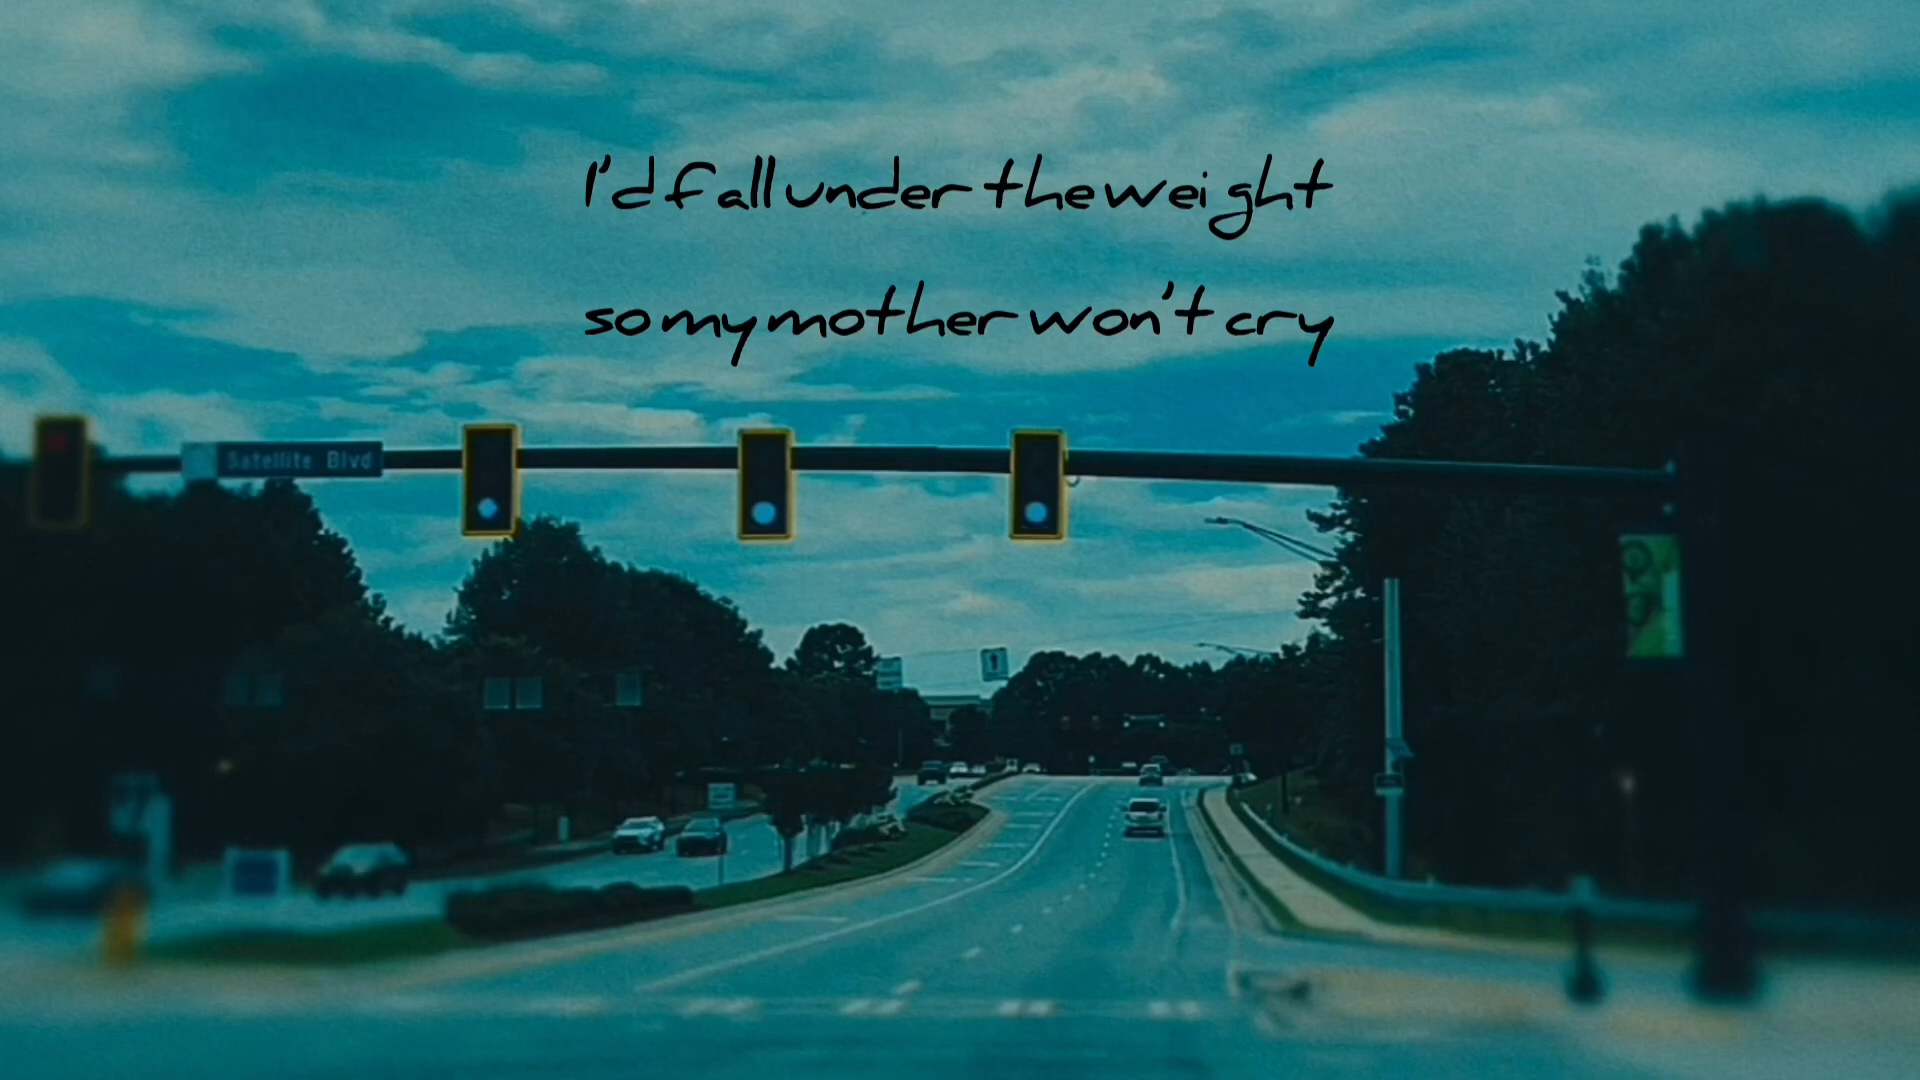 I'd fall under the weight
so my mother won't cry
Satellite Blvd